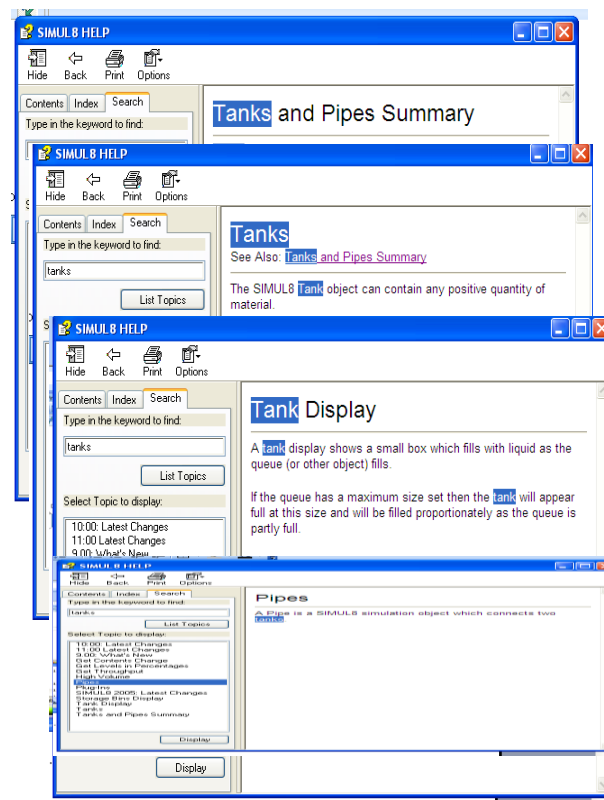 SIMUL8 HELP
Hide Back Print Options
Contents Index Search
Type in the keyword to find:
Tanks and Pipes Summary
SIMUL8 HELP
Hide Back Print Options
Contents Index Search
Type in the keyword to find:
tanks
List Topics
Tanks
See Also: Tanks and Pipes Summary
The SIMUL8 Tank object can contain any positive quantity of
material.
SIMUL8 HELP
Hide Back Print Options
Contents Index Search
Type in the keyword to find:
tanks
List Topics
Select Topic to display:
10:00: Latest Changes
11:00 Latest Changes
9.00: What's New
Tank Display
A tank display shows a small box which fills with liquid as the
queue (or other object) fills.
If the queue has a maximum size set then the tank will appear
full at this size and will be filled proportionately as the queue is
partly full.
SIMUL8 HELP
Hide Back Print Options
Contents Index Search
Type in the keyword to find:
tanks
List Topics
Select Topic to display:
10:00: Latest Changes
11:00 Latest Changes
9.00: What's New
Get Contents Change
Get Levels in Percentages
Get Throughput
High Volume
Pipes
Plug-Ins
SIMUL8 2005: Latest Changes
Storage Bins Display
Tank Display
Tanks
Tanks and Pipes Summary
Display
Pipes
A Pipe is a SIMUL8 simulation object which connects two
tanks
Display